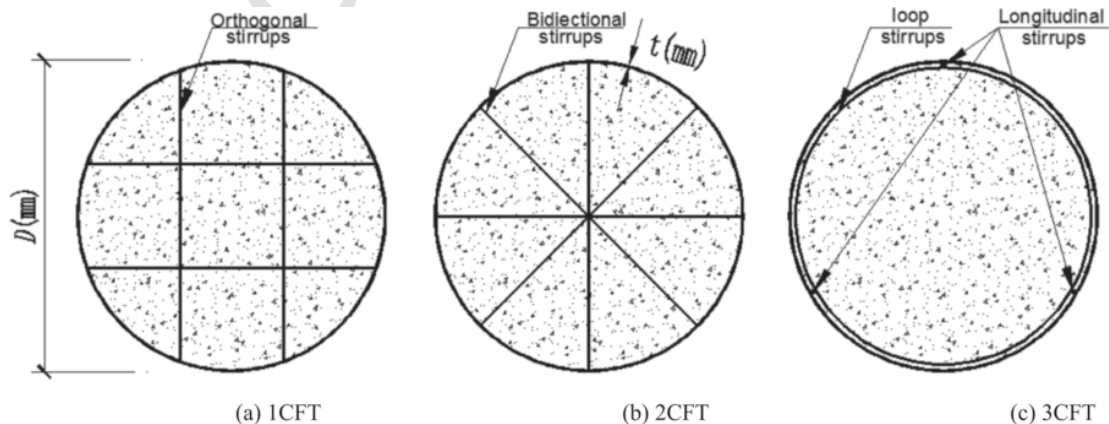 Orthogonal
stirrups
Bidiectional
stirrups
t(mm)
loop
stirrups
Longitudinal
stirrups
D(mm)
(a) 1CFT
(b) 2CFT
(c) 3CFT